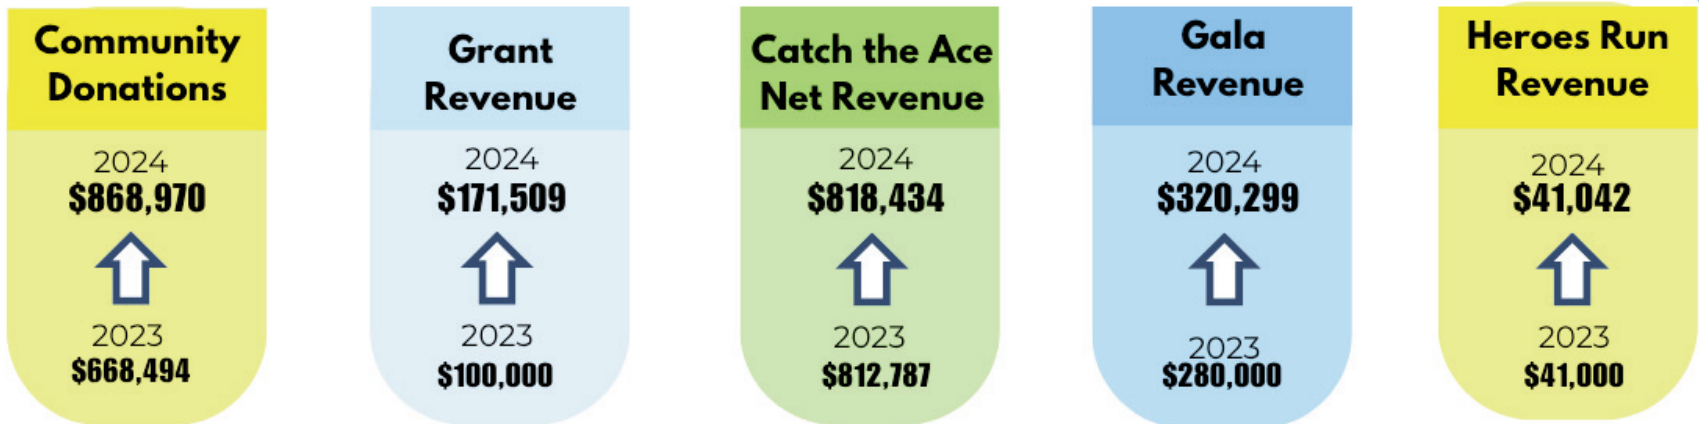 Community
Donations
2024
$868,970
2023
$668,494
Grant
Revenue
2024
$171,509
2023
$100,000
Catch the Ace
Net Revenue
2024
$818,434
2023
$812,787
Gala
Revenue
2024
$320,299
2023
$280,000
Heroes Run
Revenue
2024
$41,042
2023
$41,000